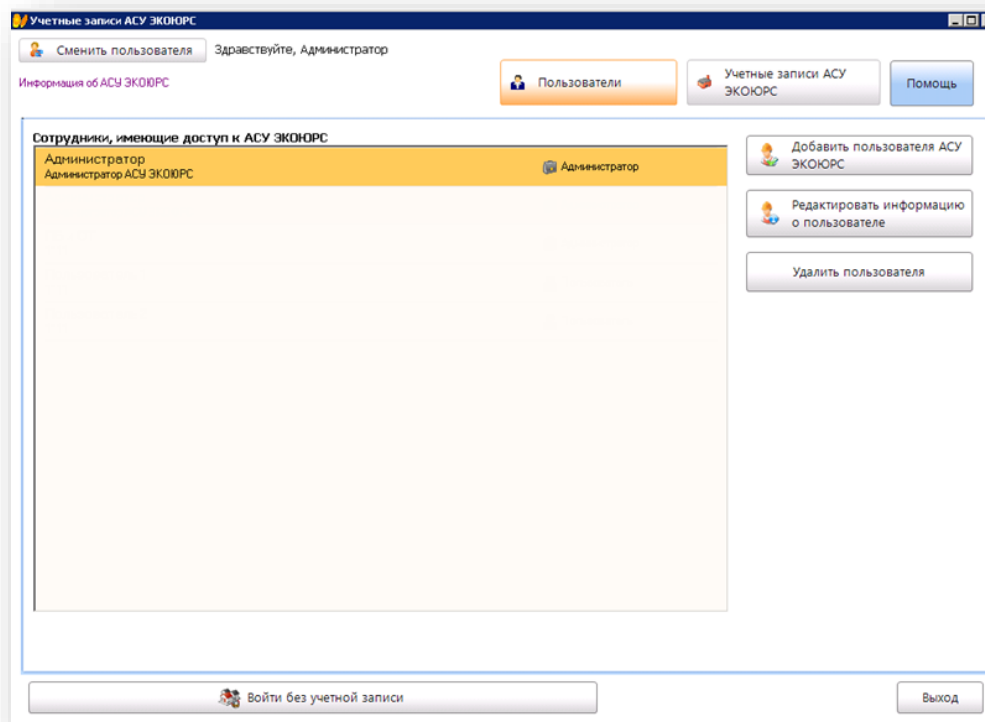 Учетные записи АСУ ЭКОЮРС
Сменить пользователя
Здравствуйте, Администратор
Информация об АСУ ЭКОЮРС
Пользователи
Учетные записи АСУ
ЭКОЮРС
Помощь
Сотрудники, имеющие доступ к АСУ ЭКОЮРС
Администратор
Администратор АСУ ЭКОЮРС
Администратор
Добавить пользователя АСУ
ЭКОЮРС
Редактировать информацию
о пользователе
Удалить пользователя
Войти без учетной записи
Выход